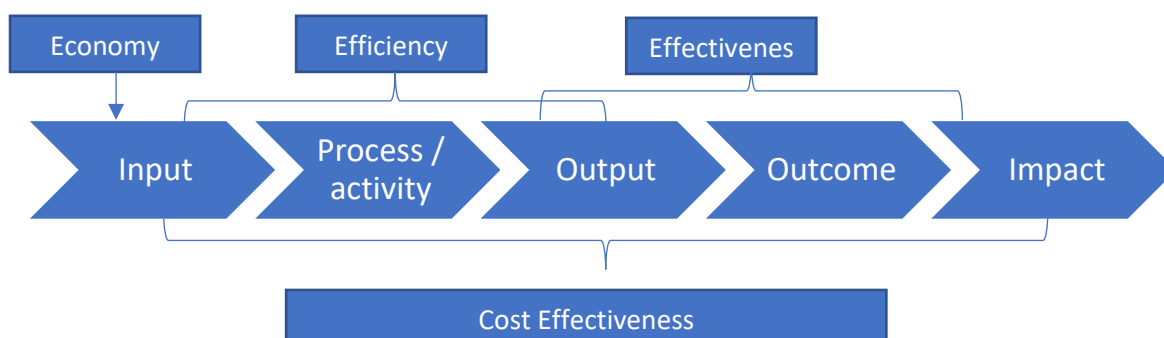 Economy
Efficiency
Effectivenes
Input
Process /
activity
Output
Outcome
Impact
Cost Effectiveness